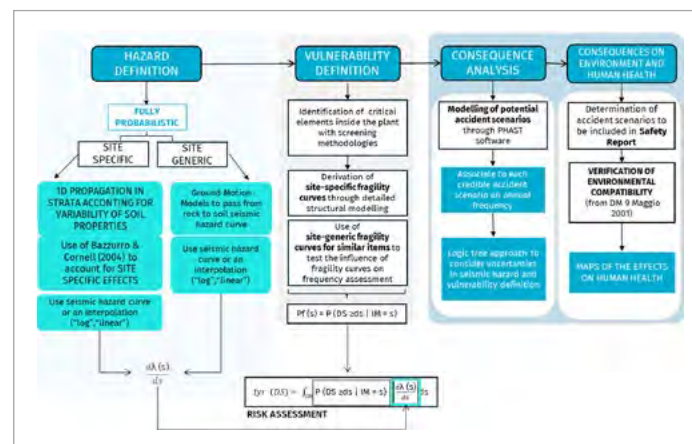 HAZARD
DEFINITION
FULLY
PROBABILISTIC
SITE
SPECIFIC
SITE
GENERIC
1D PROPAGATION IN
STRATA ACCONTING FOR
VARIABILITY OF SOIL
PROPERTIES
Use of Bazzurro &
Cornell (2004) to
account for SITE
SPECIFIC EFFECTS
Use seismic hazard curve
or an interpolation
("log","linear")
Ground Motion
Models to pass from
rock to soil seismic
hazard curve
Use seismic hazard
curve or an
interpolation
("log","linear")
dλ(s)
ds
VULNERABILITY
DEFINITION
Identification of critical
elements inside the
plant with screening
methodologies
Derivation of
site-specific fragility
curves through detailed
structural modelling
Use of
site-generic fragility
curves for similar items to
test the influence of
fragility curves on
frequency assessment
Pf(s) = P (DS ≥ds | IM = s)
P (DS ≥ds | IM = s)
dλ(s)
ds
ds
RISK ASSESSMENT
CONSEQUENCE
ANALYSIS
Modelling of potential
accident scenarios
through PHAST
software
Associate to each
credible accident
scenario an annual
frequency
Logic tree approach to
consider uncertainties
in seismic hazard and
vulnerability definition
CONSEQUENCES ON
ENVIRONMENT AND
HUMAN HEALTH
Determination of
accident scenarios to
be included in Safety
Report
VERIFICATION OF
ENVIRONMENTAL
COMPATIBILITY
(from DM 9 Maggio
2001)
MAPS OF THE EFFECTS
ON HUMAN HEALTH